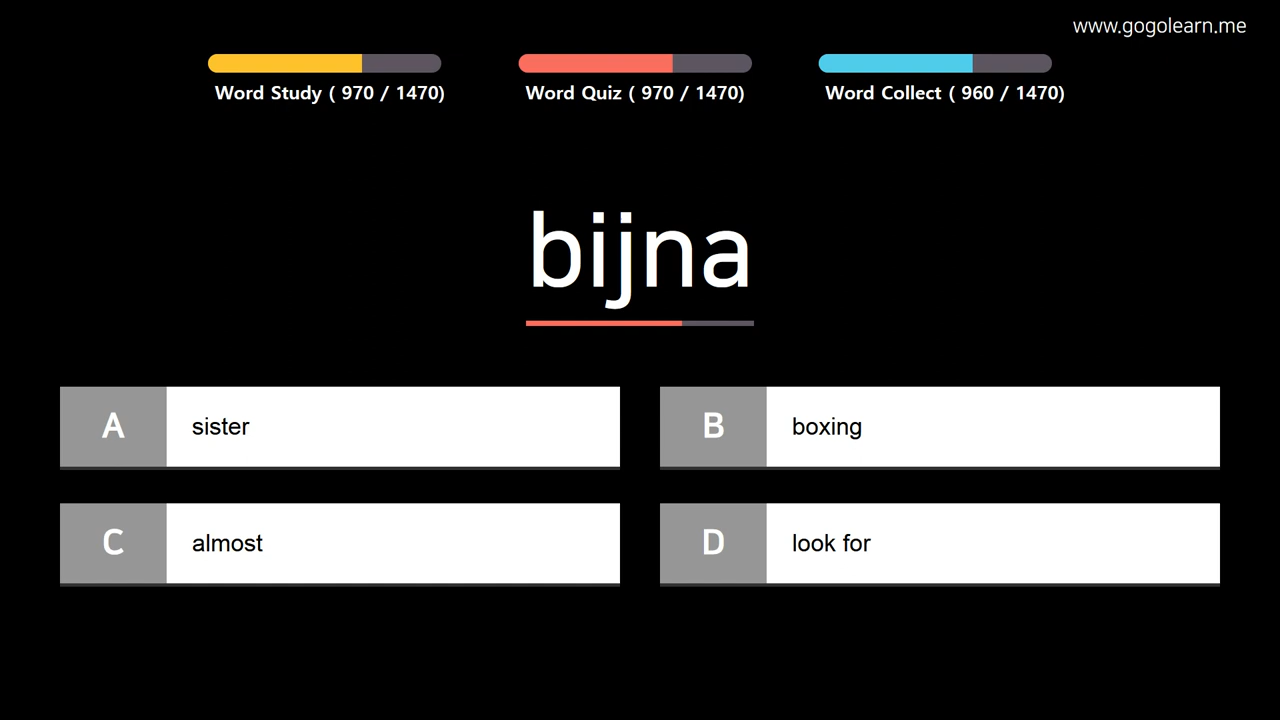 www.gogolearn.me
Word Study ( 970 / 1470)
Word Quiz ( 970 / 1470)
Word Collect ( 960 / 1470)
bijna
A sister
B boxing
C almost
D look for